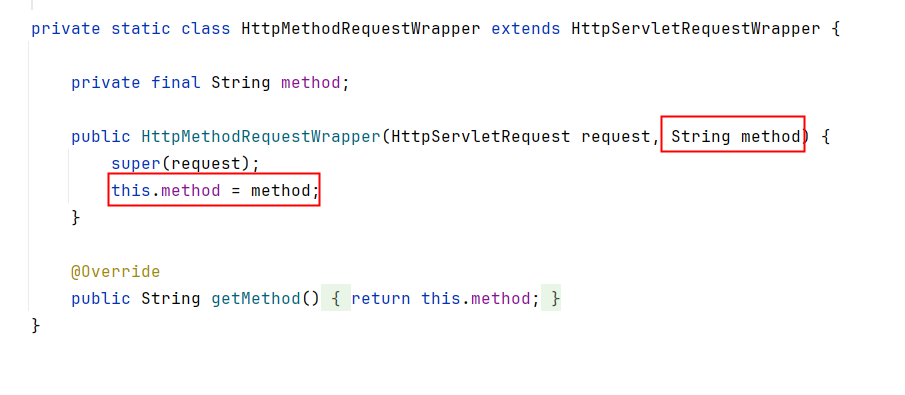 private static class HttpMethodRequestWrapper extends HttpServletRequestWrapper {
private final String method;
public HttpMethodRequestWrapper(HttpServletRequest request, String method) {
super(request);
this.method = method;
}
@Override
public String getMethod() { return this.method; }
}